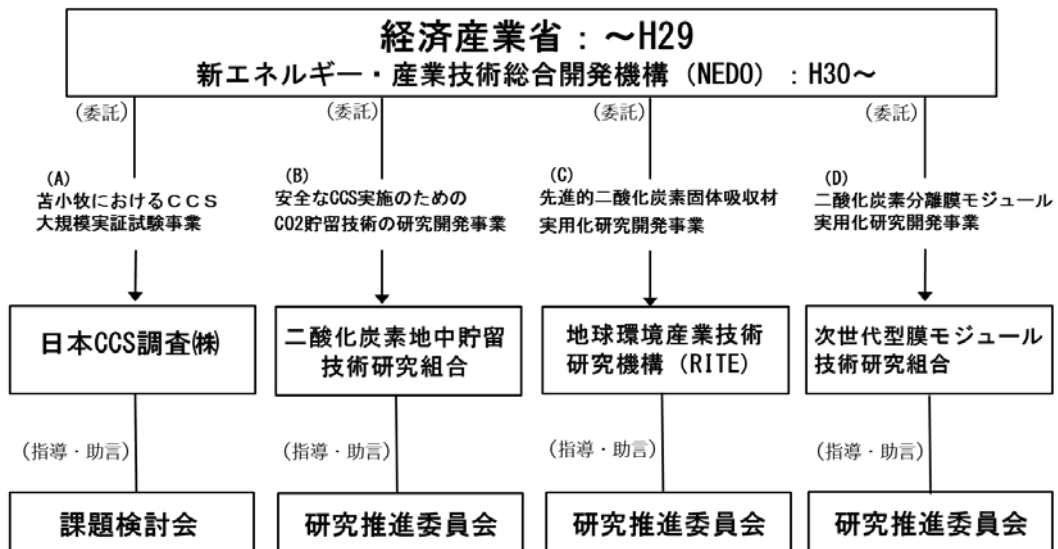 経済産業省：～H29
新エネルギー・産業技術総合開発機構（NEDO）：H30～
(委託)
(委託)
(委託)
(委託)
(A)
苫小牧におけるＣＣＳ
大規模実証試験事業
(B)
安全なCCS実施のための
CO2貯留技術の研究開発事業
(C)
先進的二酸化炭素固体吸収材
実用化研究開発事業
(D)
二酸化炭素分離膜モジュール
実用化研究開発事業
日本CCS調査㈱
二酸化炭素地中貯留
技術研究組合
地球環境産業技術
研究機構（RITE）
次世代型膜モジュール
技術研究組合
(指導・助言)
(指導・助言)
(指導・助言)
(指導・助言)
課題検討会
研究推進委員会
研究推進委員会
研究推進委員会